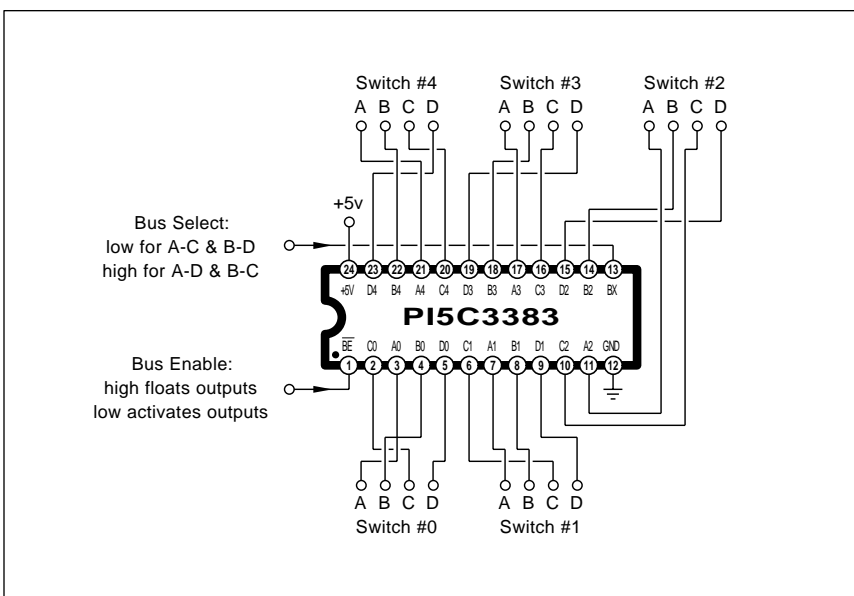 Switch #4 Switch #3 Switch #2
A B C D A B C D A B C D
+5v
Bus Select:
low for A-C & B-D
high for A-D & B-C
24 23 22 21 20 19 18 17 16 15 14 13
+5V D4 B4 A4 C4 D3 B3 A3 C3 D2 B2 BX
PI5C3383
BE C0 A0 B0 D0 C1 A1 B1 D1 C2 A2 GND
1 2 3 4 5 6 7 8 9 10 11 12
Bus Enable:
high floats outputs
low activates outputs
A B C D A B C D
Switch #0 Switch #1